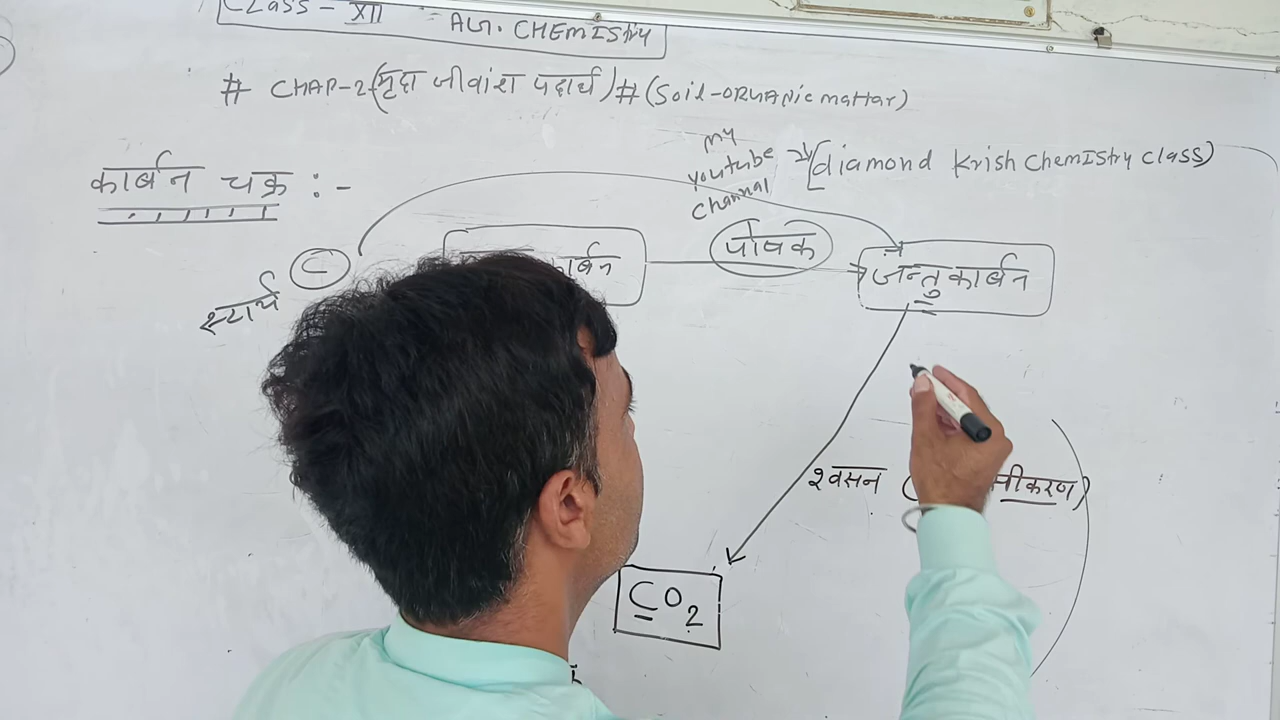 CLASS - XII - AG. CHEMIStry
# CHAP-2 (मृदा जीवांश पदार्थ) # (Soil-ORGANic mattar)
my
youtube
channal
[diamond Krish ChemIStry Class)
कार्बन चक्र :-
C
पोषक
जन्तु कार्बन
श्वसन
CO2